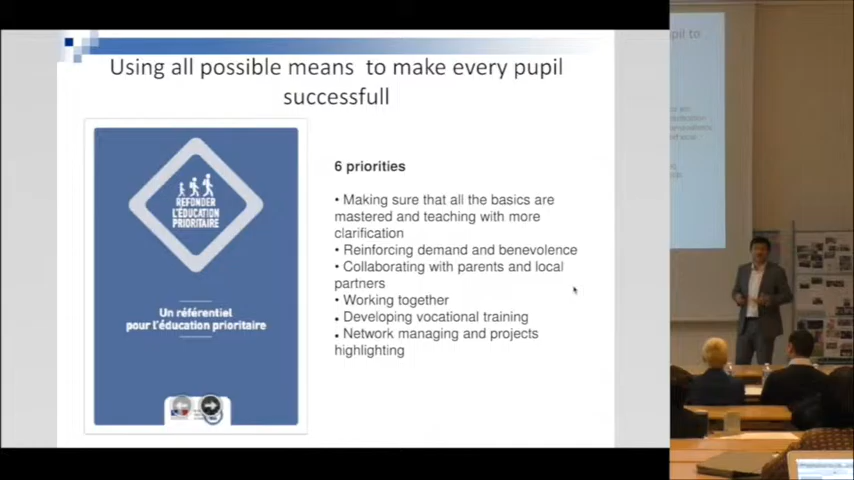 Using all possible means to make every pupil
successfull
REFONDER
L'ÉDUCATION
PRIORITAIRE
Un référentiel
pour l'éducation prioritaire
6 priorities
• Making sure that all the basics are
mastered and teaching with more
clarification
• Reinforcing demand and benevolence
• Collaborating with parents and local
partners
• Working together
• Developing vocational training
• Network managing and projects
highlighting
pupil to